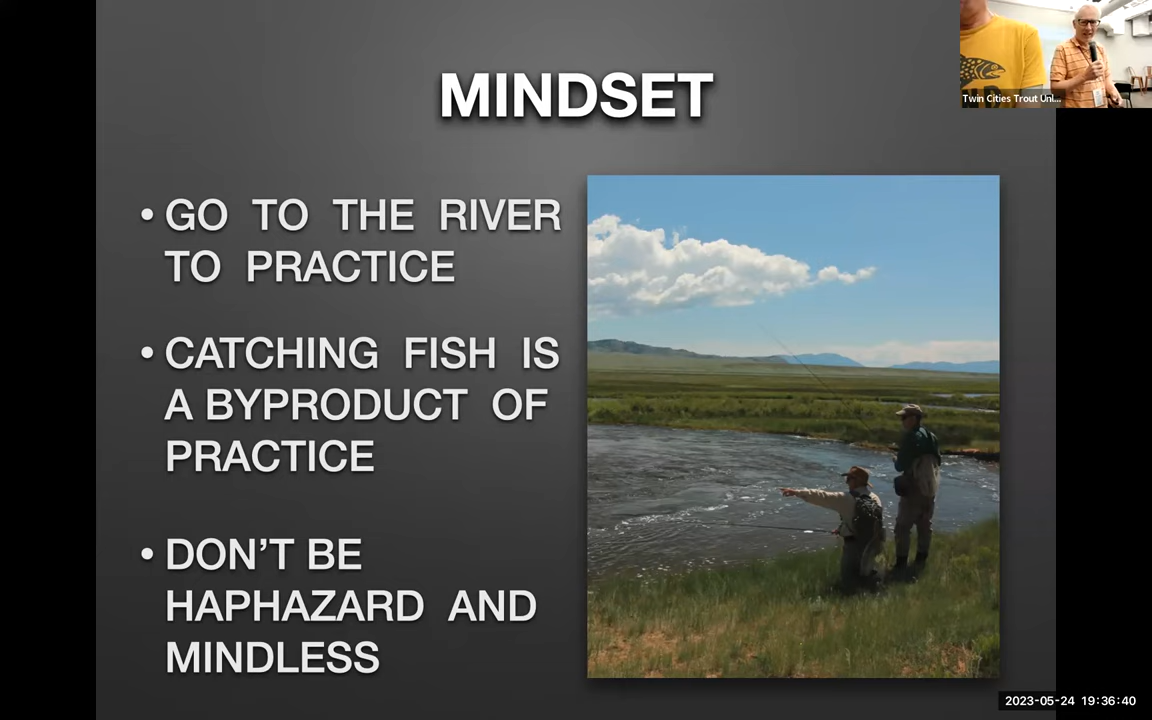 MINDSET
• GO TO THE RIVER
TO PRACTICE
• CATCHING FISH IS
A BYPRODUCT OF
PRACTICE
• DON'T BE
HAPHAZARD AND
MINDLESS
Twin Cities Trout Unl...
2023-05-24 19:36:40